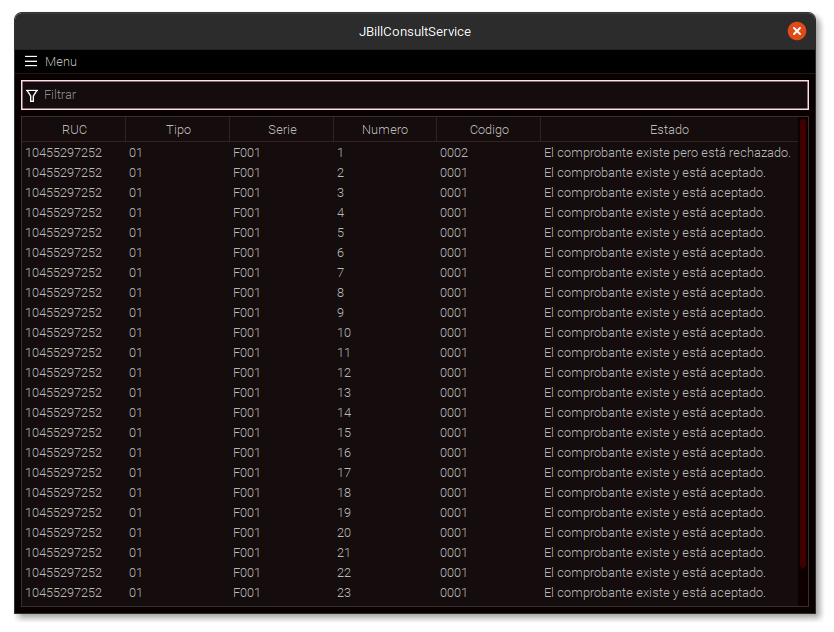 JBillConsultService
Menu
Filtrar
RUC Tipo Serie Numero Codigo Estado
10455297252 01 F001 1 0002 El comprobante existe pero está rechazado.
10455297252 01 F001 2 0001 El comprobante existe y está aceptado.
10455297252 01 F001 3 0001 El comprobante existe y está aceptado.
10455297252 01 F001 4 0001 El comprobante existe y está aceptado.
10455297252 01 F001 5 0001 El comprobante existe y está aceptado.
10455297252 01 F001 6 0001 El comprobante existe y está aceptado.
10455297252 01 F001 7 0001 El comprobante existe y está aceptado.
10455297252 01 F001 8 0001 El comprobante existe y está aceptado.
10455297252 01 F001 9 0001 El comprobante existe y está aceptado.
10455297252 01 F001 10 0001 El comprobante existe y está aceptado.
10455297252 01 F001 11 0001 El comprobante existe y está aceptado.
10455297252 01 F001 12 0001 El comprobante existe y está aceptado.
10455297252 01 F001 13 0001 El comprobante existe y está aceptado.
10455297252 01 F001 14 0001 El comprobante existe y está aceptado.
10455297252 01 F001 15 0001 El comprobante existe y está aceptado.
10455297252 01 F001 16 0001 El comprobante existe y está aceptado.
10455297252 01 F001 17 0001 El comprobante existe y está aceptado.
10455297252 01 F001 18 0001 El comprobante existe y está aceptado.
10455297252 01 F001 19 0001 El comprobante existe y está aceptado.
10455297252 01 F001 20 0001 El comprobante existe y está aceptado.
10455297252 01 F001 21 0001 El comprobante existe y está aceptado.
10455297252 01 F001 22 0001 El comprobante existe y está aceptado.
10455297252 01 F001 23 0001 El comprobante existe y está aceptado.